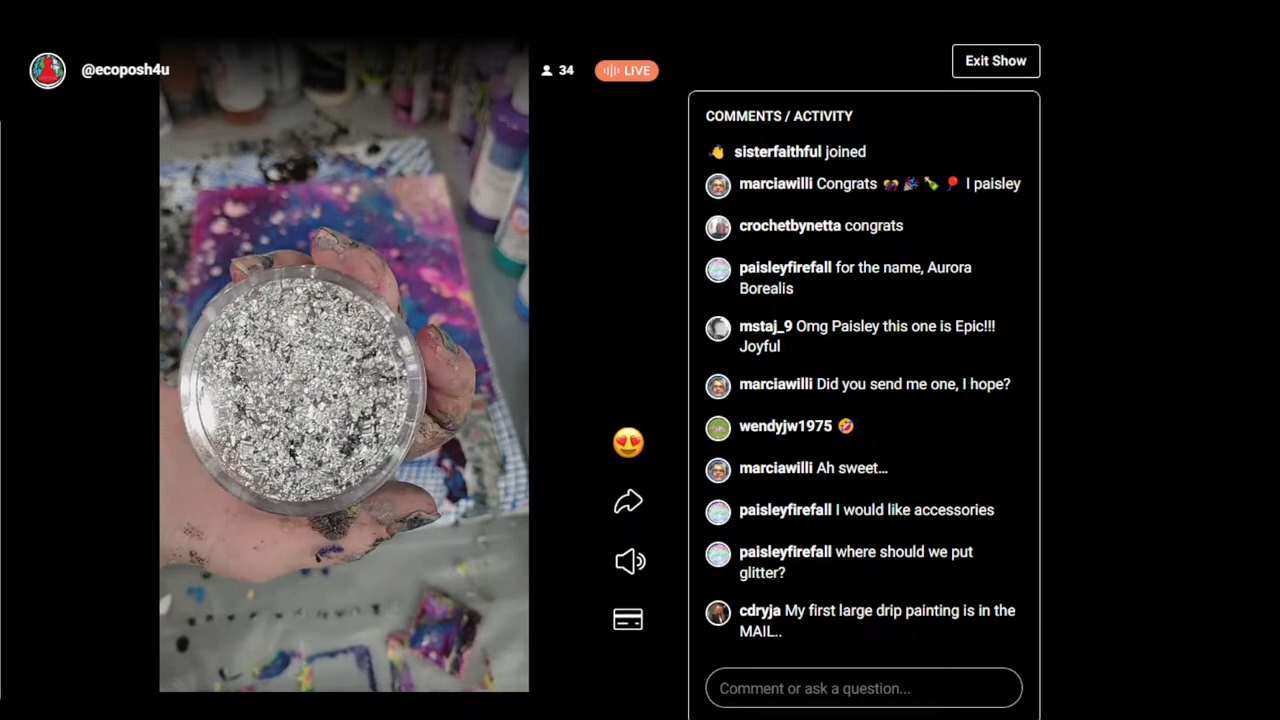 @ecoposh4u
34
LIVE
Exit Show
COMMENTS / ACTIVITY
sisterfaithful joined
marciawilli Congrats 🎊 🎉 🍾 🎈 I paisley
crochetbynetta congrats
paisleyfirefall for the name, Aurora
Borealis
mstaj_9 Omg Paisley this one is Epic!!!
Joyful
marciawilli Did you send me one, I hope?
wendyjw1975 🤣
marciawilli Ah sweet...
paisleyfirefall I would like accessories
paisleyfirefall where should we put
glitter?
cdryja My first large drip painting is in the
MAIL..
Comment or ask a question...